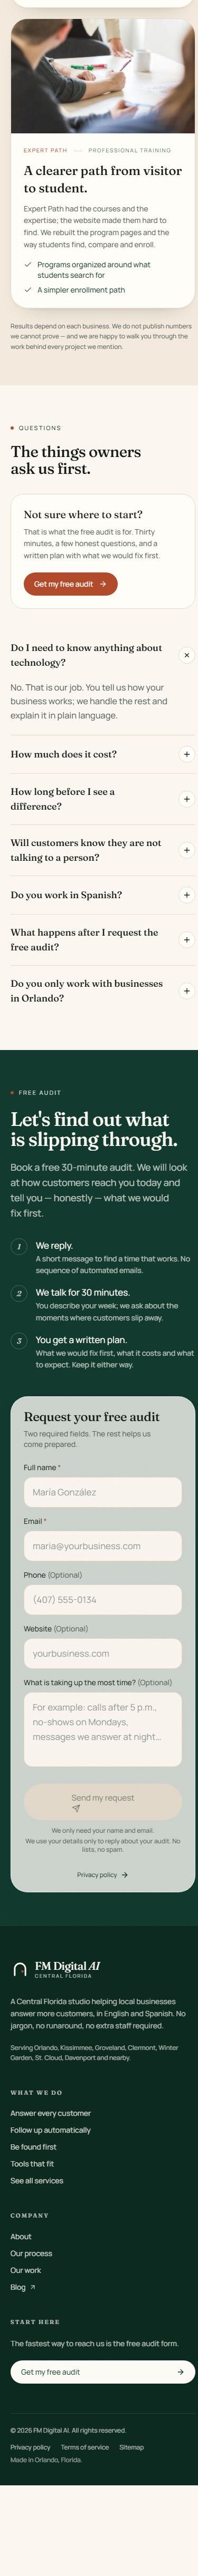 EXPERT PATH — PROFESSIONAL TRAINING
A clearer path from visitor
to student.
Expert Path had the courses and the
expertise; the website made them hard to
find. We rebuilt the program pages and the
way students find, compare and enroll.
Programs organized around what
students search for
A simpler enrollment path
Results depend on each business. We do not publish numbers
we cannot prove — and we are happy to walk you through the
work behind every project we mention.
QUESTIONS
The things owners
ask us first.
Not sure where to start?
That is what the free audit is for. Thirty
minutes, a few honest questions, and a
written plan with what we would fix first.
Get my free audit
Do I need to know anything about
technology?
No. That is our job. You tell us how your
business works; we handle the rest and
explain it in plain language.
How much does it cost?
How long before I see a
difference?
Will customers know they are not
talking to a person?
Do you work in Spanish?
What happens after I request the
free audit?
Do you only work with businesses
in Orlando?
FREE AUDIT
Let's find out what
is slipping through.
Book a free 30-minute audit. We will look
at how customers reach you today and
tell you — honestly — what we would
fix first.
1
We reply.
A short message to find a time that works. No
sequence of automated emails.
2
We talk for 30 minutes.
You describe your week; we ask about the
moments where customers slip away.
3
You get a written plan.
What we would fix first, what it costs and what
to expect. Keep it either way.
Request your free audit
Two required fields. The rest helps us
come prepared.
Full name *
María González
Email *
maria@yourbusiness.com
Phone (Optional)
(407) 555-0134
Website (Optional)
yourbusiness.com
What is taking up the most time? (Optional)
For example: calls after 5 p.m.,
no-shows on Mondays,
messages we answer at night…
Send my request
We only need your name and email.
We use your details only to reply about your audit. No
lists, no spam.
Privacy policy
FM Digital AI
CENTRAL FLORIDA
A Central Florida studio helping local businesses
answer more customers, in English and Spanish. No
jargon, no runaround, no extra staff required.
Serving Orlando, Kissimmee, Groveland, Clermont, Winter
Garden, St. Cloud, Davenport and nearby.
WHAT WE DO
Answer every customer
Follow up automatically
Be found first
Tools that fit
See all services
COMPANY
About
Our process
Our work
Blog
START HERE
The fastest way to reach us is the free audit form.
Get my free audit
© 2026 FM Digital AI. All rights reserved.
Privacy policy Terms of service Sitemap
Made in Orlando, Florida.